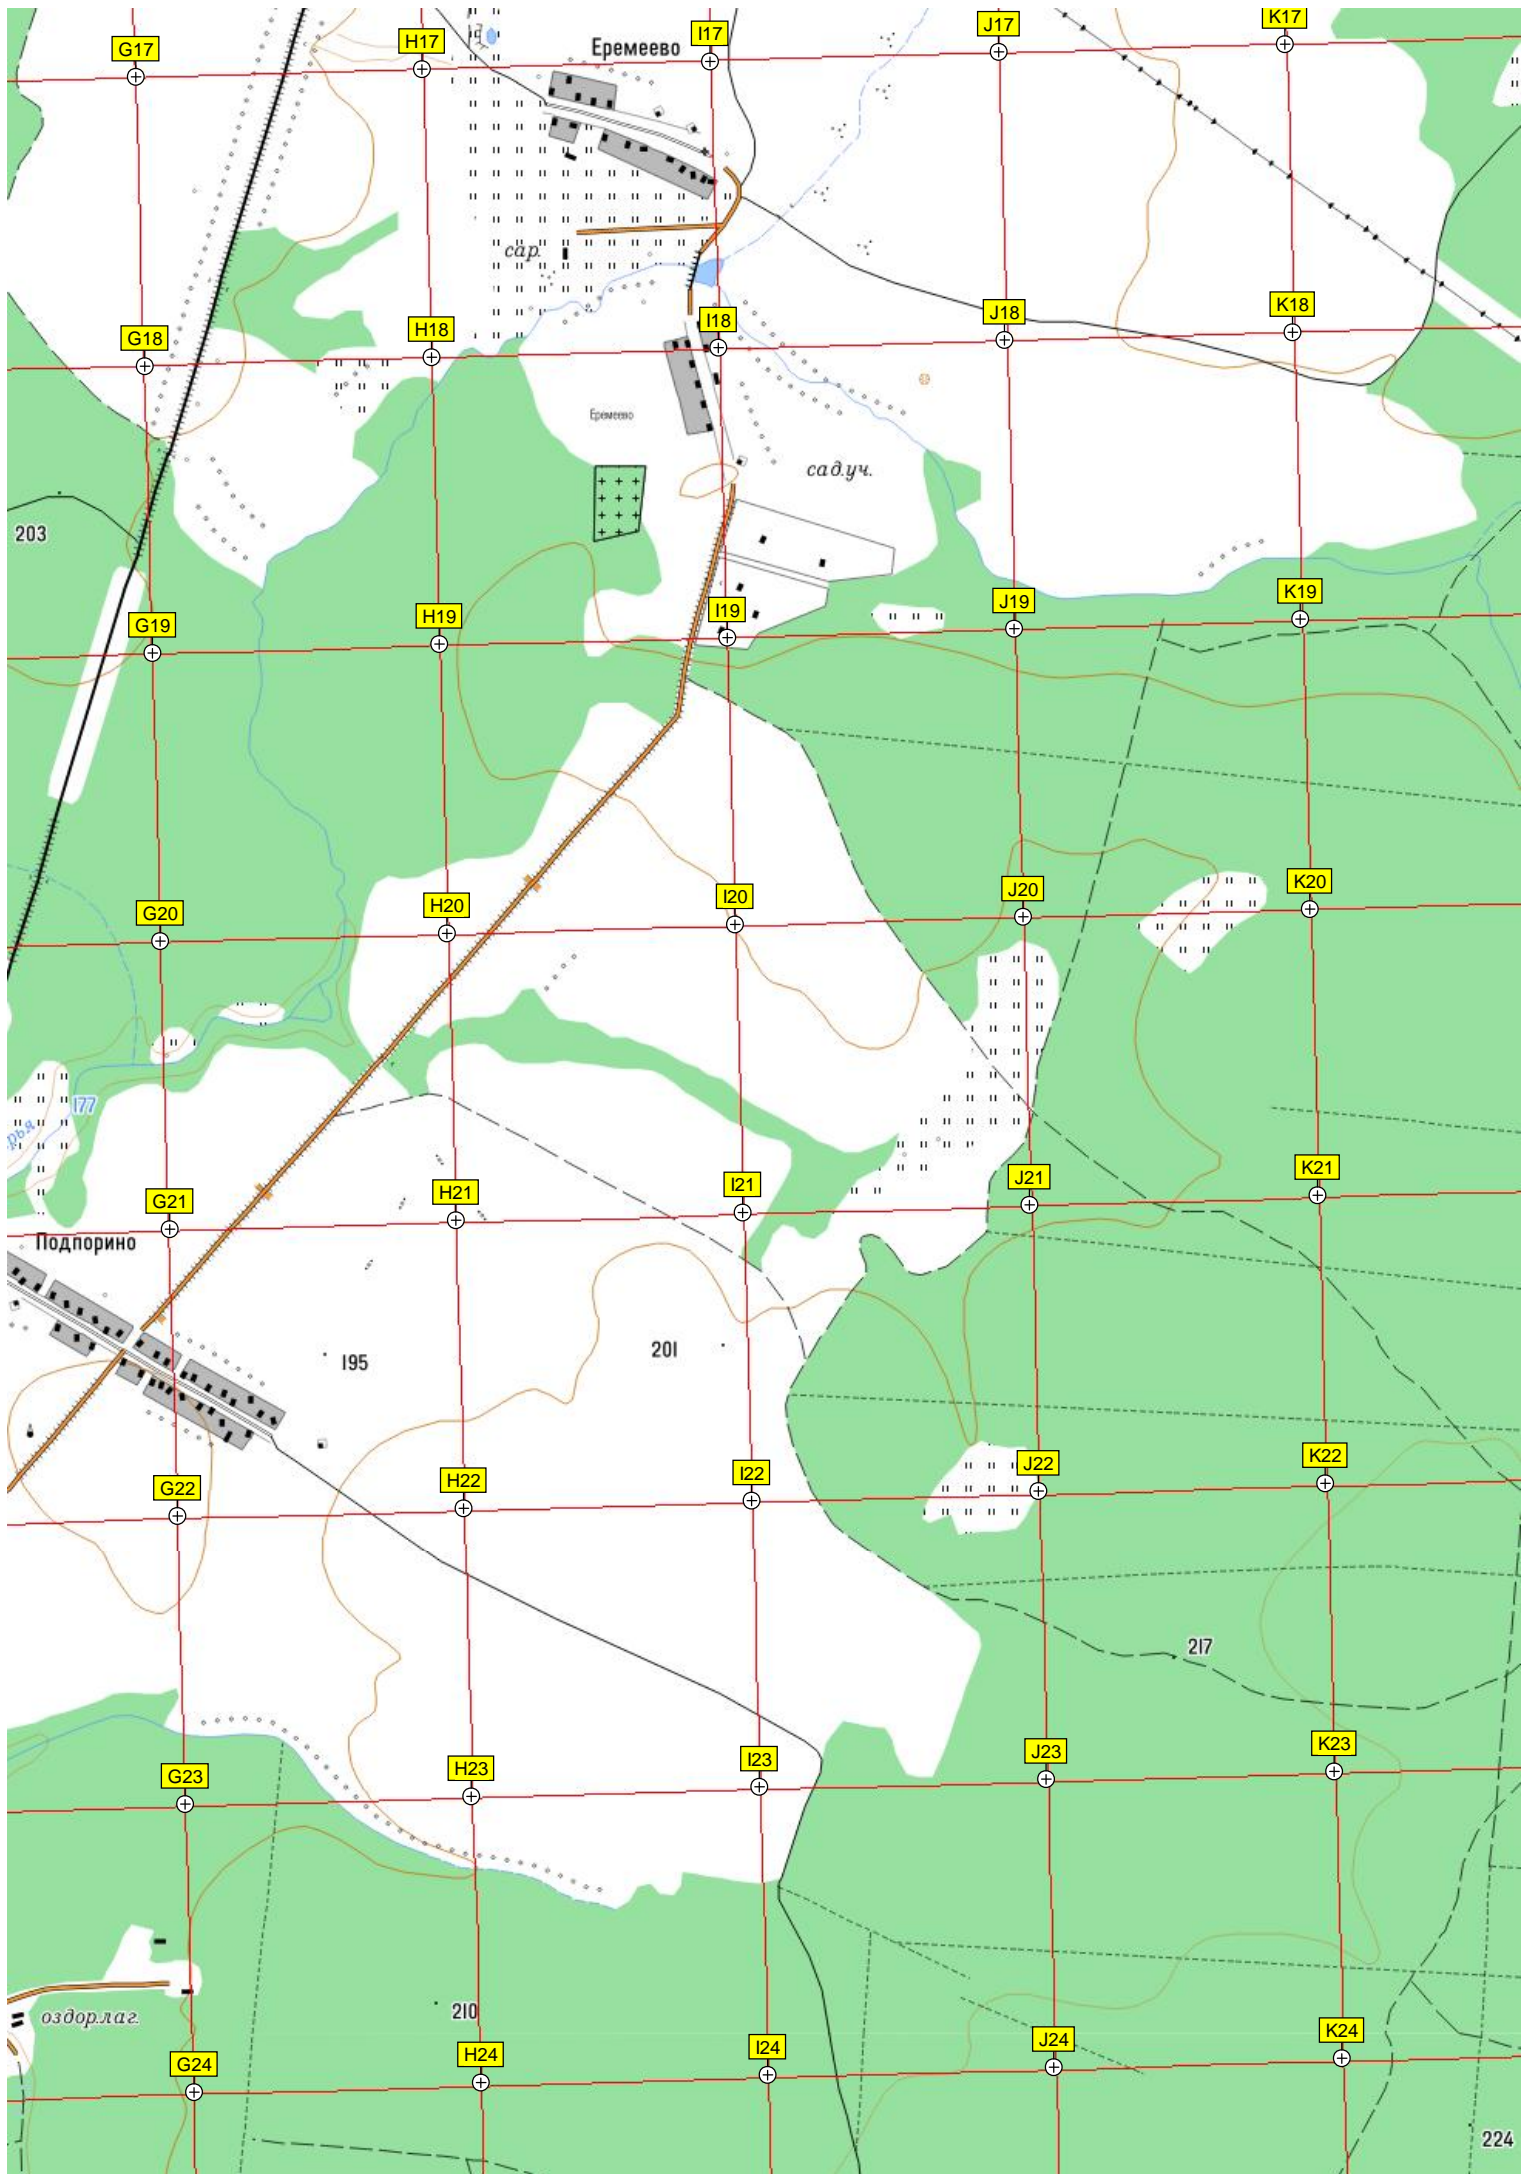 G17
H17
Еремеево
I17
J17
K17
сар.
G18
H18
I18
J18
K18
Еремеево
сад.уч.
203
G19
H19
I19
J19
K19
G20
H20
I20
J20
K20
177
рья
G21
H21
I21
J21
K21
Подпорино
195
201
G22
H22
I22
J22
K22
217
G23
H23
I23
J23
K23
оздор.лаг.
210
G24
H24
I24
J24
K24
224